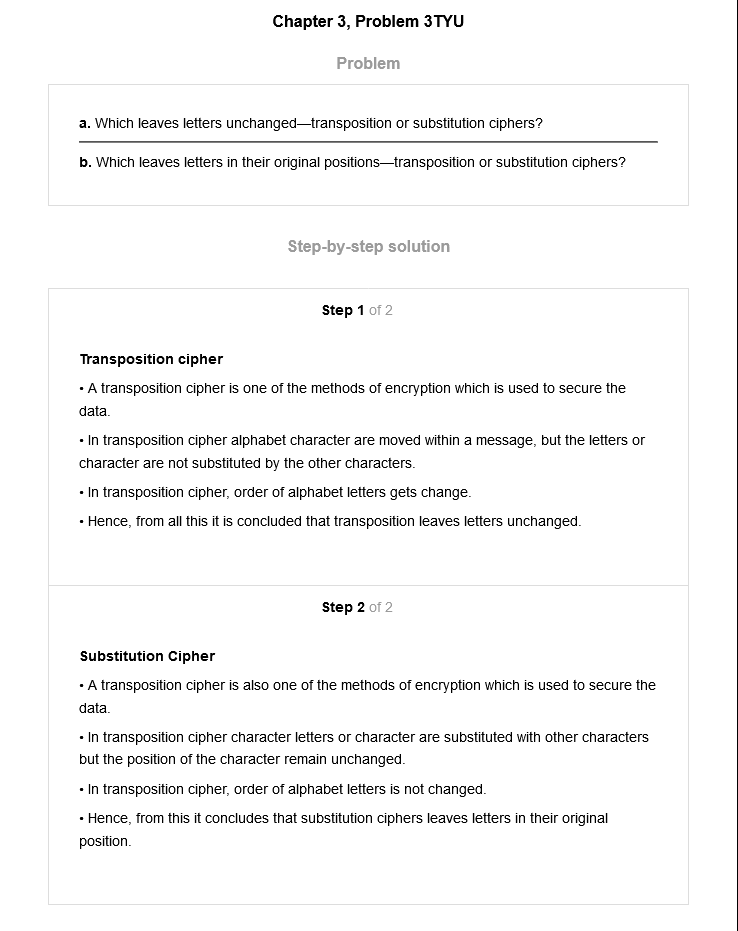 Chapter 3, Problem 3TYU
Problem
a. Which leaves letters unchanged—transposition or substitution ciphers?
b. Which leaves letters in their original positions—transposition or substitution ciphers?
Step-by-step solution
Step 1 of 2
Transposition cipher
• A transposition cipher is one of the methods of encryption which is used to secure the
data.
• In transposition cipher alphabet character are moved within a message, but the letters or
character are not substituted by the other characters.
• In transposition cipher, order of alphabet letters gets change.
• Hence, from all this it is concluded that transposition leaves letters unchanged.
Step 2 of 2
Substitution Cipher
• A transposition cipher is also one of the methods of encryption which is used to secure the
data.
• In transposition cipher character letters or character are substituted with other characters
but the position of the character remain unchanged.
• In transposition cipher, order of alphabet letters is not changed.
• Hence, from this it concludes that substitution ciphers leaves letters in their original
position.